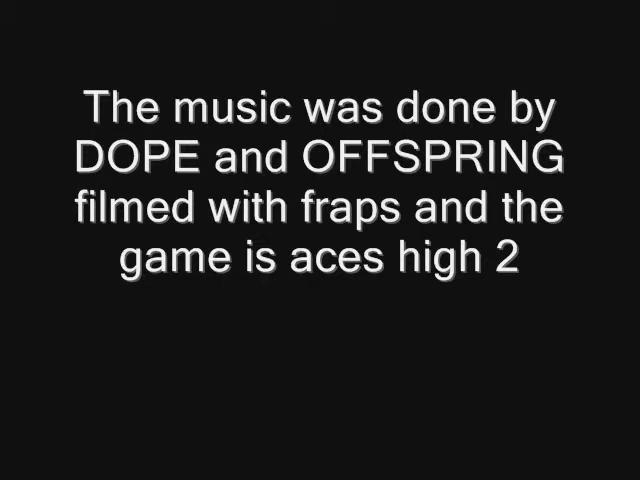 The music was done by
DOPE and OFFSPRING
filmed with fraps and the
game is aces high 2